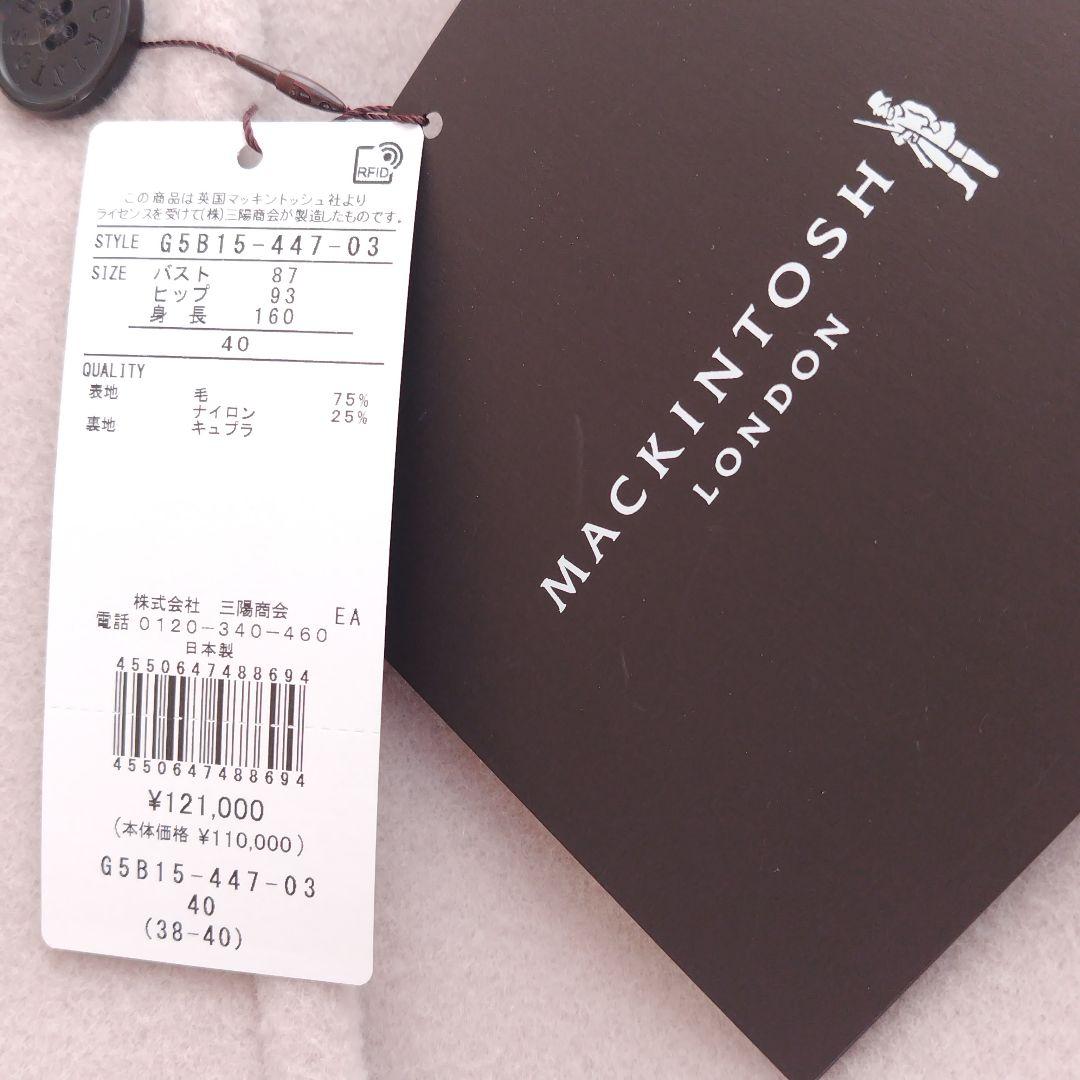 RFID
この商品は英国マッキントッシュ社より
ライセンスを受けて(株)三陽商会が製造したものです。
STYLE G5B15-447-03
SIZE バスト 87
ヒップ 93
身長 160
40
QUALITY
表地 毛 75%
ナイロン 25%
裏地 キュプラ
株式会社 三陽商会 EA
電話 0120-340-460
日本製
4550647488694
4550647488694
¥121,000
(本体価格 ¥110,000)
G5B15-447-03
40
(38-40)
MACKINTOSH
LONDON